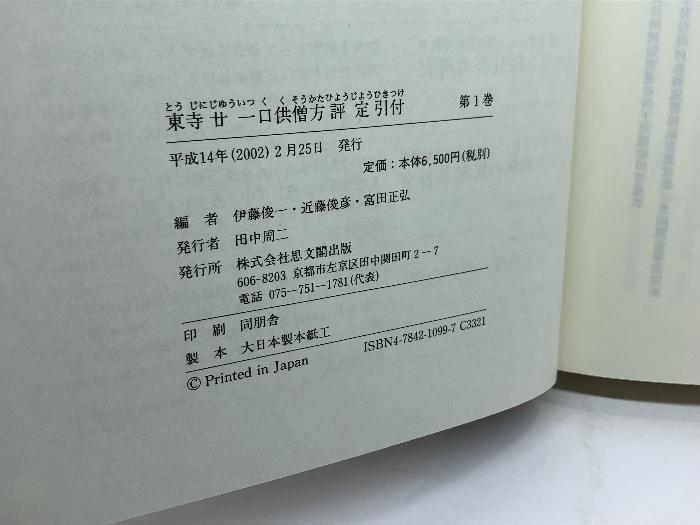 とうじにじゅういっくくそうかたひょうじょうひきつけ
東寺廿一口供僧方評定引付 第1巻
平成14年(2002)2月25日 発行
定価：本体6,500円(税別)
編者 伊藤俊一・近藤俊彦・富田正弘
発行者 田中周二
発行所 株式会社思文閣出版
606-8203 京都市左京区田中関田町2-7
電話 075-751-1781(代表)
印刷 同朋舎
製本 大日本製本紙工
© Printed in Japan ISBN4-7842-1099-7 C3321